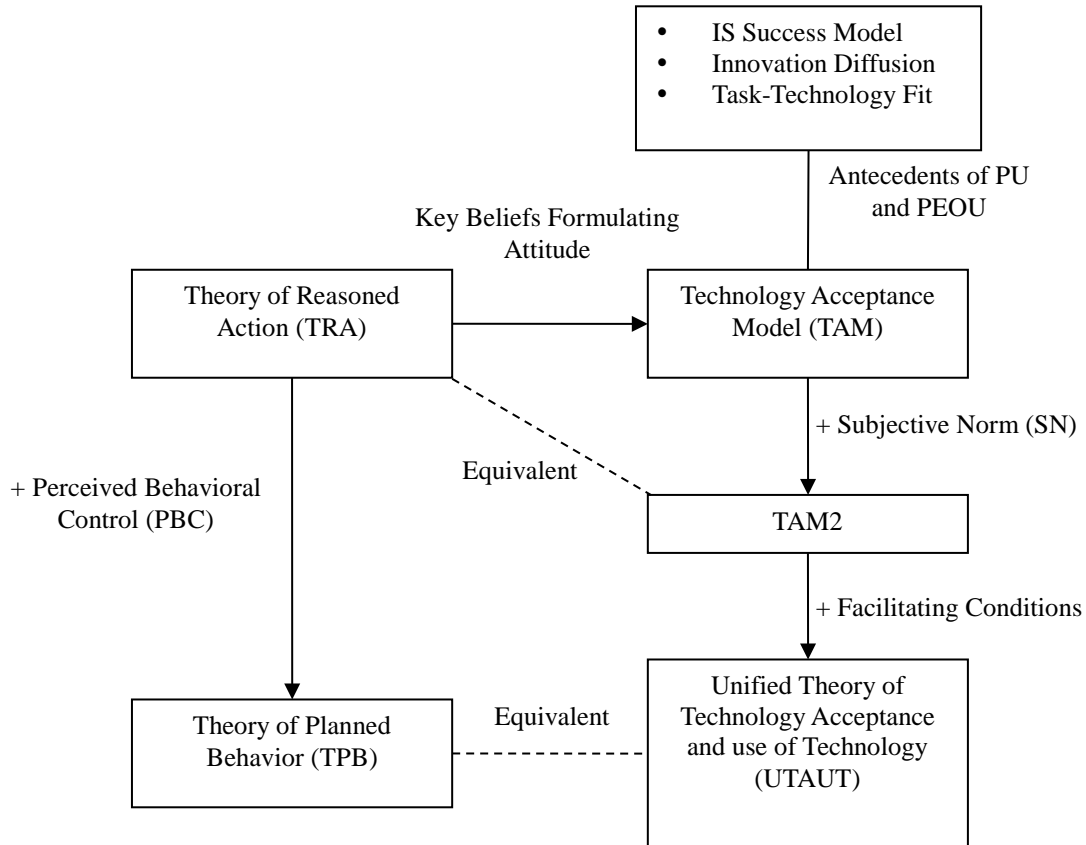 • IS Success Model
• Innovation Diffusion
• Task-Technology Fit
Antecedents of PU
and PEOU
Key Beliefs Formulating
Attitude
Theory of Reasoned
Action (TRA)
Technology Acceptance
Model (TAM)
+ Subjective Norm (SN)
Equivalent
+ Perceived Behavioral
Control (PBC)
TAM2
+ Facilitating Conditions
Theory of Planned
Behavior (TPB)
Equivalent
Unified Theory of
Technology Acceptance
and use of Technology
(UTAUT)